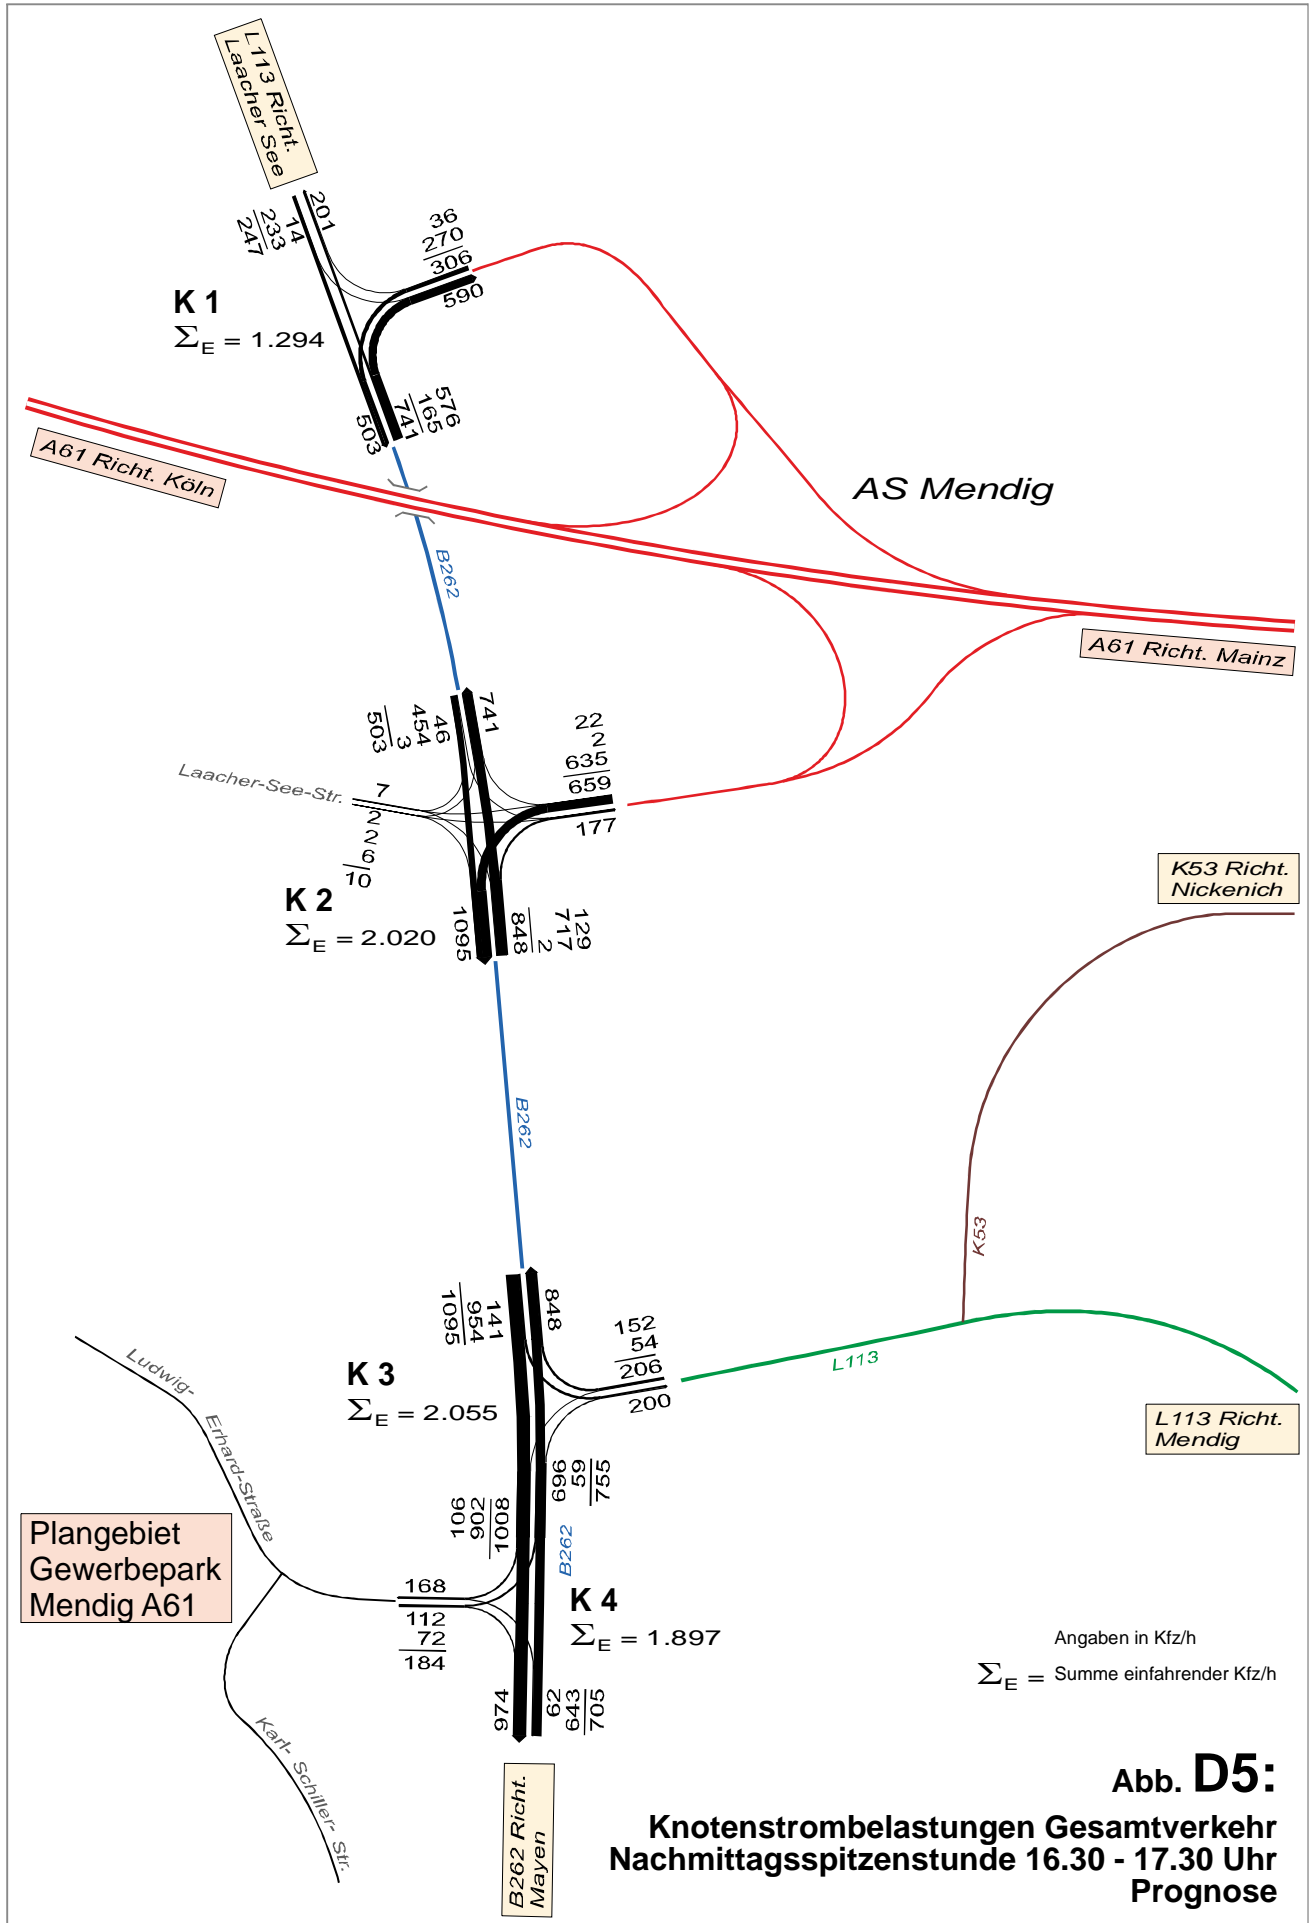 L113 Richt.
Laacher See
201
14
233
247
36
270
306
590
K 1
ΣE = 1.294
576
165
741
503
A61 Richt. Köln
AS Mendig
B262
A61 Richt. Mainz
741
46
454
3
503
22
2
635
659
177
Laacher-See-Str.
7
2
2
6
10
K 2
ΣE = 2.020
1095
848
2
717
129
K53 Richt.
Nickenich
B262
K53
848
141
954
1095
152
54
206
200
L113
K 3
ΣE = 2.055
L113 Richt.
Mendig
Ludwig-
Erhard-Straße
696
59
755
106
902
1008
B262
Plangebiet
Gewerbepark
Mendig A61
168
112
72
184
K 4
ΣE = 1.897
Angaben in Kfz/h
ΣE = Summe einfahrender Kfz/h
974
62
643
705
Karl- Schiller- Str.
B262 Richt.
Mayen
Abb. D5:
Knotenstrombelastungen Gesamtverkehr
Nachmittagsspitzenstunde 16.30 - 17.30 Uhr
Prognose